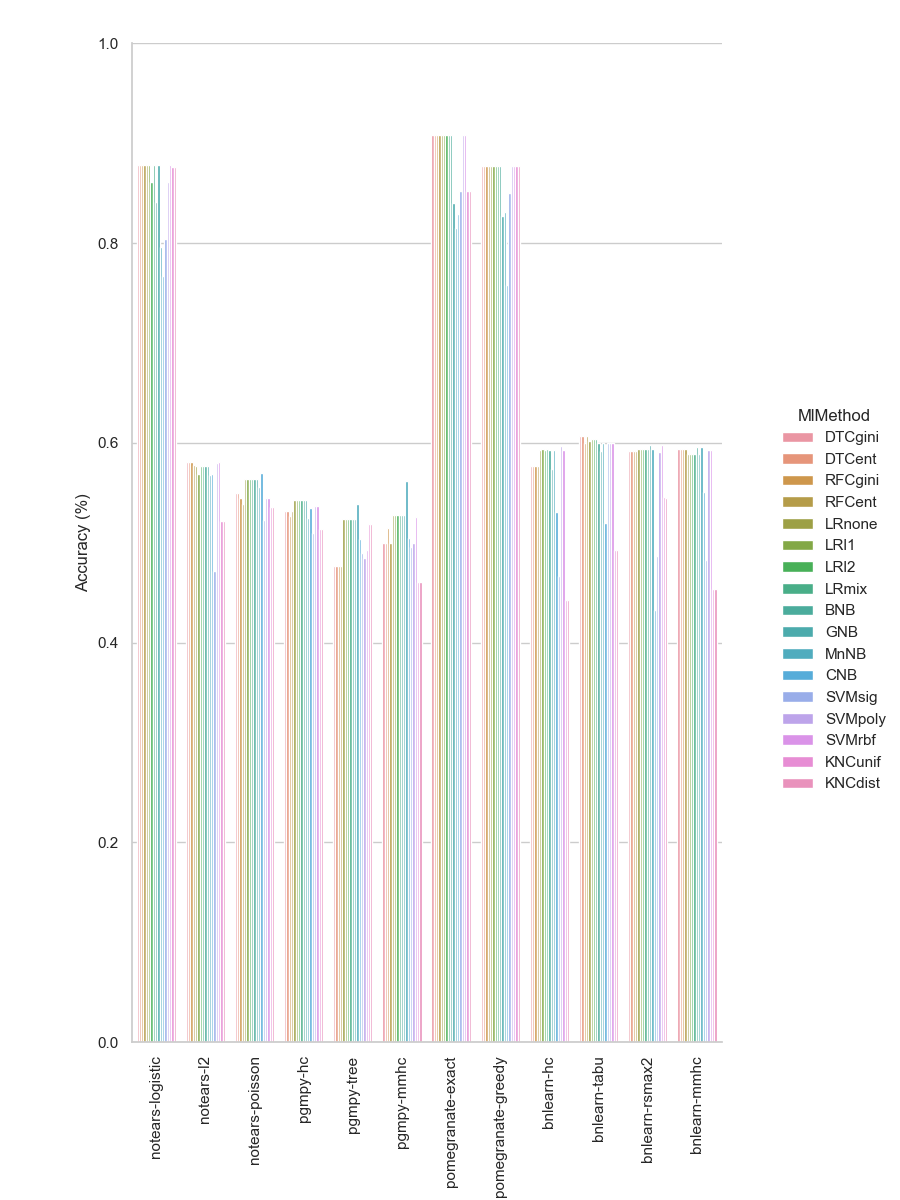 1.0
0.8
0.6
0.4
0.2
0.0
Accuracy (%)
notears-logistic
notears-l2
notears-poisson
pgmpy-hc
pgmpy-tree
pgmpy-mmhc
pomegranate-exact
pomegranate-greedy
bnlearn-hc
bnlearn-tabu
bnlearn-rsmax2
bnlearn-mmhc
MlMethod
DTCgini
DTCent
RFCgini
RFCent
LRnone
LRl1
LRl2
LRmix
BNB
GNB
MnNB
CNB
SVMsig
SVMpoly
SVMrbf
KNCunif
KNCdist